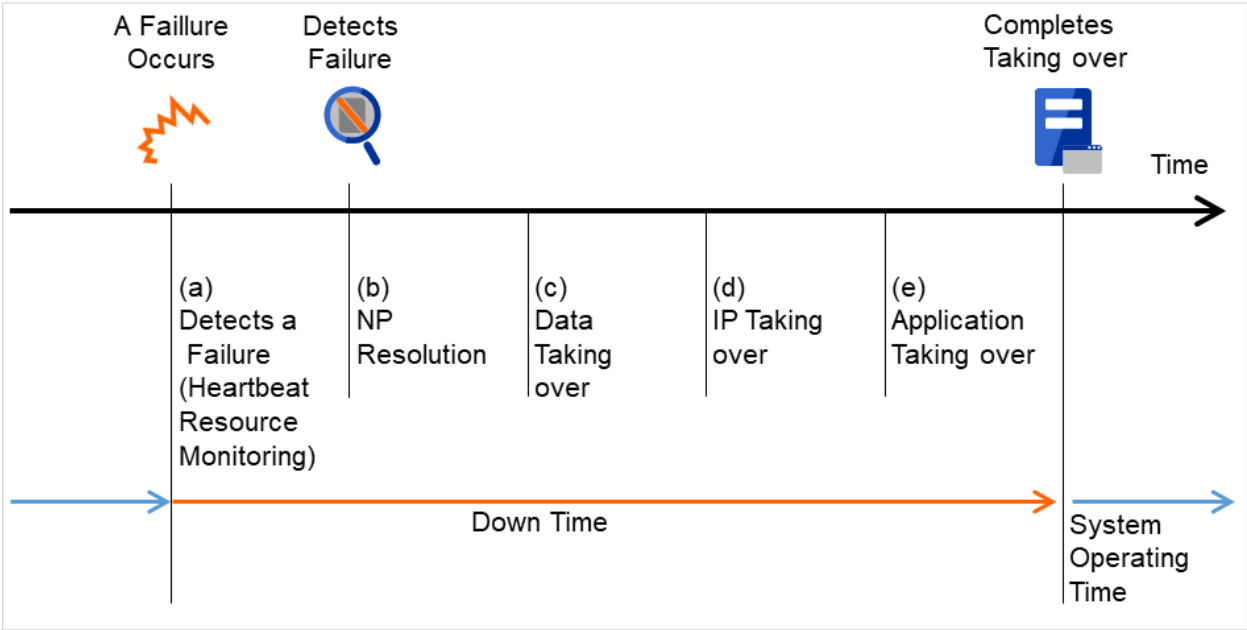 A Faillure
Occurs
Detects
Failure
Completes
Taking over
Time
(a)
Detects a
Failure
(Heartbeat
Resource
Monitoring)
(b)
NP
Resolution
(c)
Data
Taking
over
(d)
IP Taking
over
(e)
Application
Taking over
Down Time
System
Operating
Time